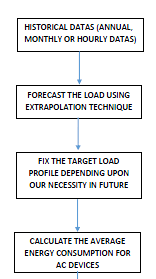 HISTORICAL DATAS (ANNUAL,
MONTHLY OR HOURLY DATAS)
FORECAST THE LOAD USING
EXTRAPOLATION TECHNIQUE
FIX THE TARGET LOAD
PROFILE DEPENDING UPON
OUR NECESSITY IN FUTURE
CALCULATE THE AVERAGE
ENERGY CONSUMPTION FOR
AC DEVICES